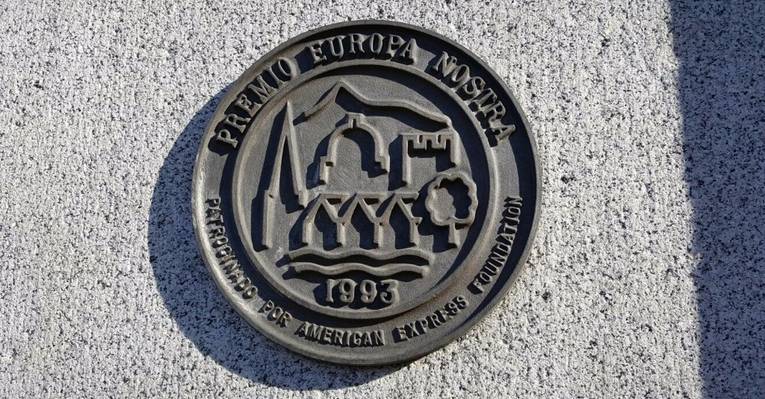 PREMIO EUROPA NOSTRA
1993
PATROCINADO POR AMERICAN EXPRESS FOUNDATION